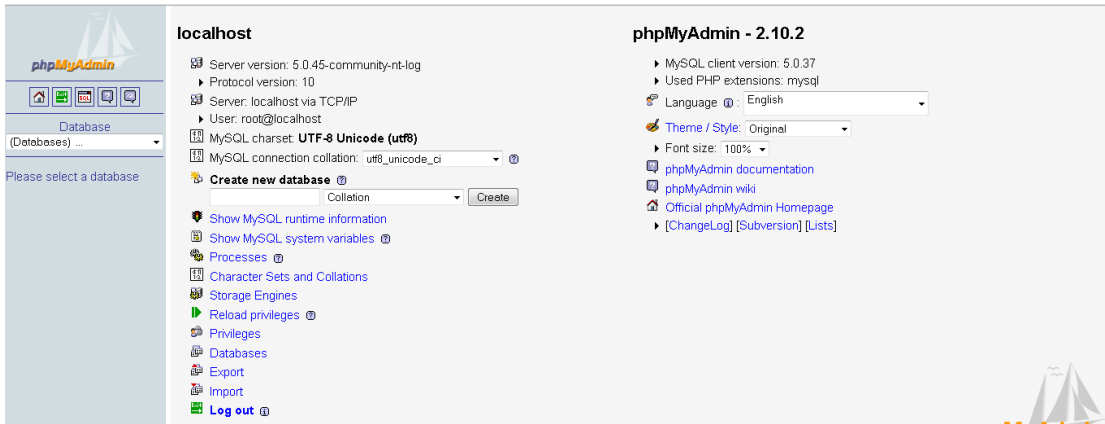 phpMyAdmin
Database
(Databases) ...
Please select a database
localhost
Server version: 5.0.45-community-nt-log
Protocol version: 10
Server: localhost via TCP/IP
User: root@localhost
MySQL charset: UTF-8 Unicode (utf8)
MySQL connection collation: utf8_unicode_ci
Create new database
Collation Create
Show MySQL runtime information
Show MySQL system variables
Processes
Character Sets and Collations
Storage Engines
Reload privileges
Privileges
Databases
Export
Import
Log out
phpMyAdmin - 2.10.2
MySQL client version: 5.0.37
Used PHP extensions: mysql
Language : English
Theme / Style: Original
Font size: 100%
phpMyAdmin documentation
phpMyAdmin wiki
Official phpMyAdmin Homepage
[ChangeLog] [Subversion] [Lists]